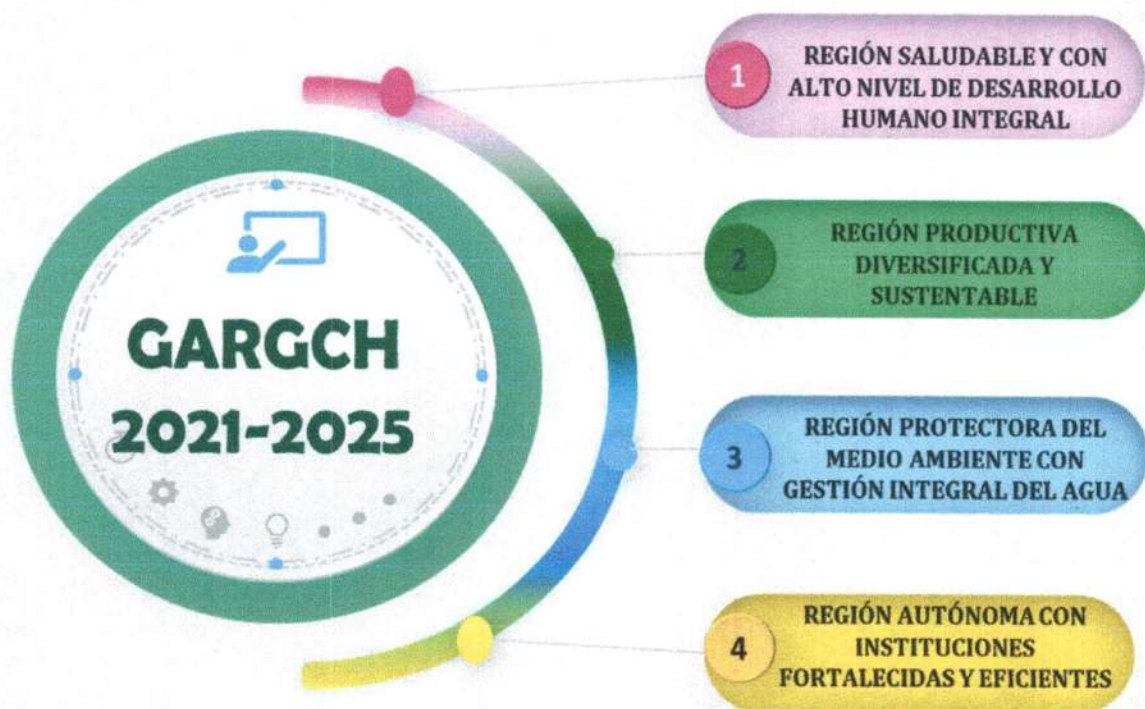 GARGCH
2021-2025
1
REGIÓN SALUDABLE Y CON
ALTO NIVEL DE DESARROLLO
HUMANO INTEGRAL
2
REGIÓN PRODUCTIVA
DIVERSIFICADA Y
SUSTENTABLE
3
REGIÓN PROTECTORA DEL
MEDIO AMBIENTE CON
GESTIÓN INTEGRAL DEL AGUA
4
REGIÓN AUTÓNOMA CON
INSTITUCIONES
FORTALECIDAS Y EFICIENTES